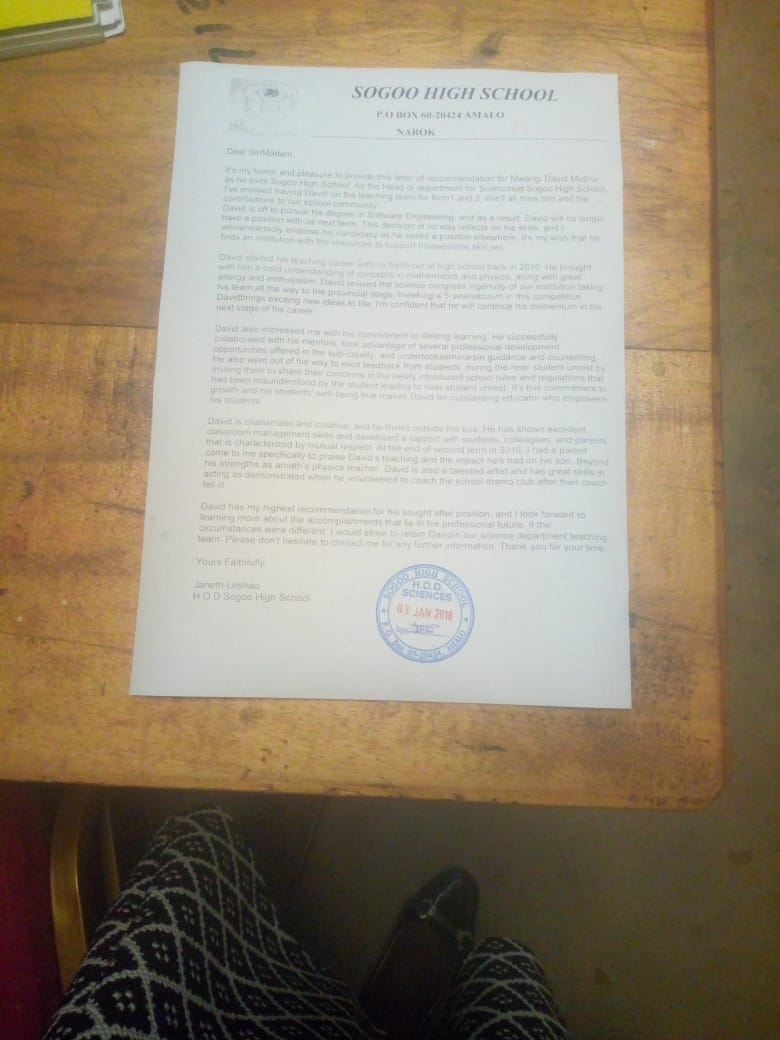 SOGOO HIGH SCHOOL
P.O BOX 60-20424 AMALO
NAROK
Dear Sir/Madam,
It's my honor and pleasure to provide this letter of recommendation for Mwangi David Muthui
as he exits Sogoo High School. As the Head of department for Sciencesat Sogoo High School,
I've enjoyed having David on the teaching team for form1 and 2. We'll all miss him and his
contributions to our school community.
David is off to pursue his degree in Software Engineering, and as a result, David will no longer
have a position with us next term. This decision in no way reflects on his skills, and I
wholeheartedly endorse his candidacy as he seeks a position elsewhere. It's my wish that he
finds an institution with the resources to support hisawesome skill set.
David started his teaching career with us fresh out of high school back in 2016. He brought
with him a solid understanding of concepts in mathematics and physics, along with great
energy and enthusiasm. David revived the science congress ingenuity of our institution taking
his team all the way to the provincial stage, breaking a 5-yearvacuum in this competition.
Davidbrings exciting new ideas to life. I'm confident that he will continue his momentum in his
next stage of his career.
David also impressed me with his commitment to lifelong learning. He successfully
collaborated with his mentors, took advantage of several professional development
opportunities offered in the sub-county, and undertookseminarsin guidance and counselling.
He also went out of his way to elicit feedback from students, during the near student unrest by
inviting them to share their concerns in the newly introduced school rules and regulations that
had been misunderstood by the student leading to near student unrest. It's this commitment to
growth and his students' well-being that makes David an outstanding educator who empowers
his students.
David is charismatic and creative, and he thinks outside the box. He has shown excellent
classroom management skills and developed a rapport with students, colleagues, and parents
that is characterized by mutual respect. At the end of second term in 2016, I had a parent
come to me specifically to praise David's teaching and the impact he's had on his son. Beyond
his strengths as amath's physics teacher, David is also a talented artist and has great skills in
acting as demonstrated when he volunteered to coach the school drama club after their coach
fell ill.
David has my highest recommendation for his sought after position, and I look forward to
learning more about the accomplishments that lie in his professional future. If the
circumstances were different, I would strive to retain Davidin our science department teaching
team. Please don't hesitate to contact me for any further information. Thank you for your time.
Yours Faithfully
Janeth Leshao
H.O.D Sogoo High School
SOGOO HIGH SCHOOL
H.O.D.
SCIENCES
03 JAN 2018
Sign
P.O. Box 60-20424, AMALO